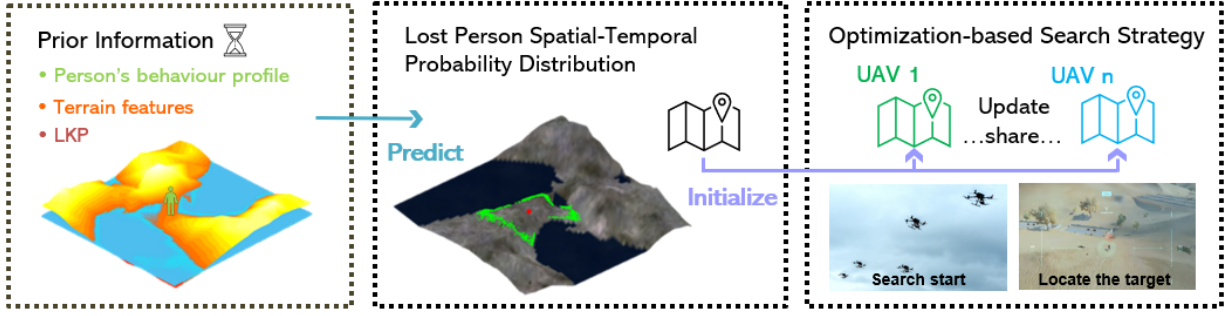 Prior Information
• Person's behaviour profile
• Terrain features
• LKP
Predict
Lost Person Spatial-Temporal
Probability Distribution
Initialize
Optimization-based Search Strategy
UAV 1
UAV n
Update
...share...
Search start
Locate the target